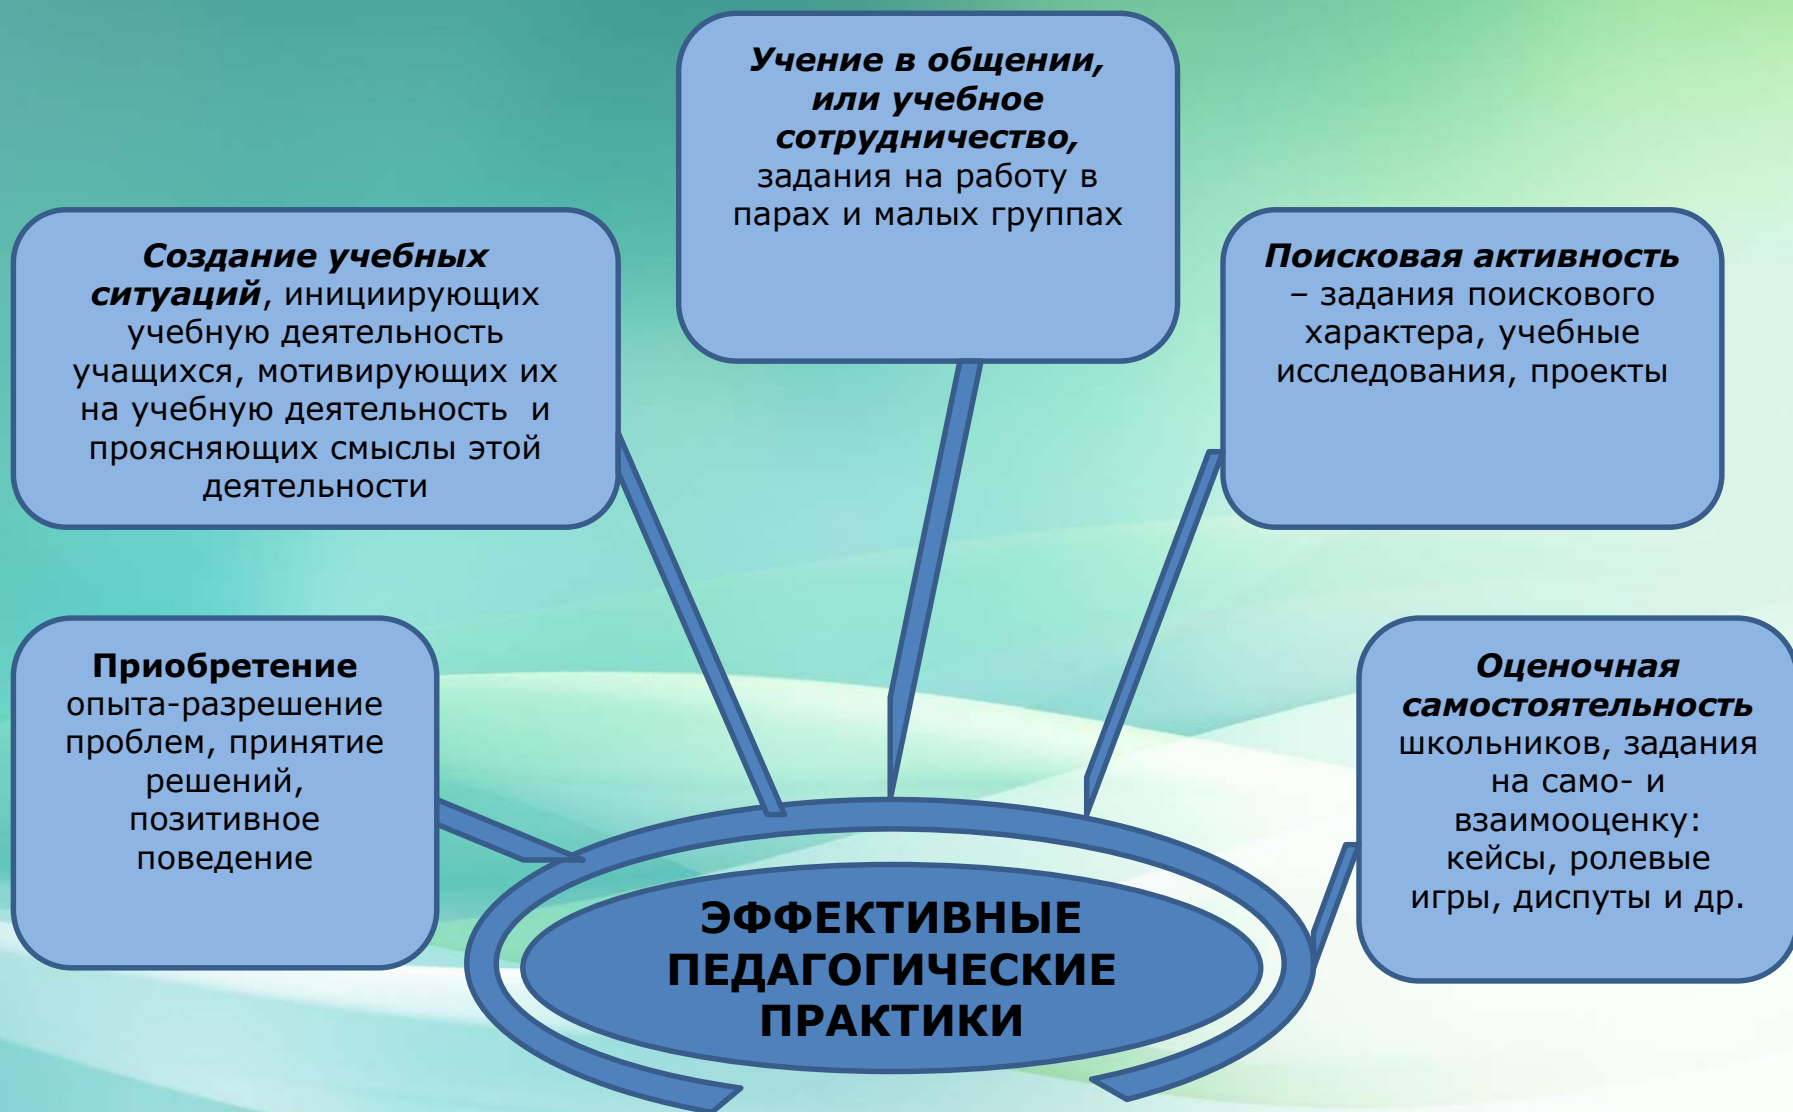 Учение в общении,
или учебное
сотрудничество,
задания на работу в
парах и малых группах
Создание учебных
ситуаций, инициирующих
учебную деятельность
учащихся, мотивирующих их
на учебную деятельность  и
проясняющих смыслы этой
деятельности
Поисковая активность
– задания поискового
характера, учебные
исследования, проекты
Приобретение
опыта-разрешение
проблем, принятие
решений,
позитивное
поведение
Оценочная
самостоятельность
школьников, задания
на само- и
взаимооценку:
кейсы, ролевые
игры, диспуты и др.
ЭФФЕКТИВНЫЕ
ПЕДАГОГИЧЕСКИЕ
ПРАКТИКИ